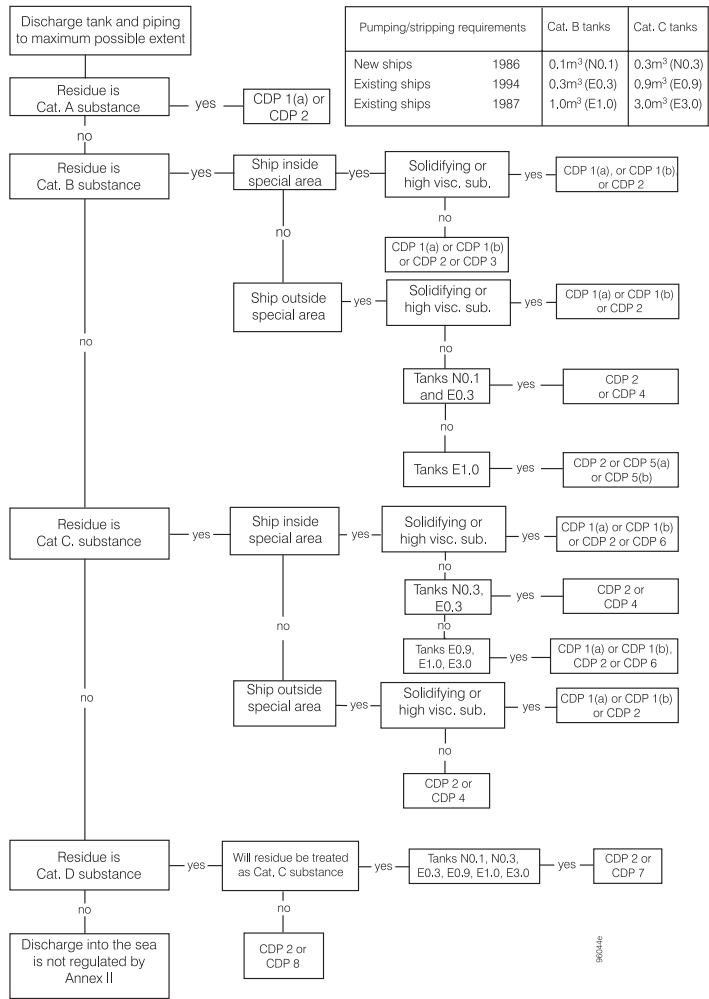 Discharge tank and piping
to maximum possible extent
Pumping/stripping requirements Cat. B tanks Cat. C tanks
New ships 1986 0.1m³ (N0.1) 0.3m³ (N0.3)
Existing ships 1994 0.3m³ (E0.3) 0.9m³ (E0.9)
Existing ships 1987 1.0m³ (E1.0) 3.0m³ (E3.0)
Residue is
Cat. A substance
yes
CDP 1(a) or
CDP 2
no
Residue is
Cat. B substance
yes
Ship inside
special area
yes
Solidifying or
high visc. sub.
yes
CDP 1(a), or CDP 1(b)
or CDP 2
no
CDP 1(a) or CDP 1(b)
or CDP 2 or CDP 3
no
Ship outside
special area
yes
Solidifying or
high visc. sub.
yes
CDP 1(a) or CDP 1(b)
or CDP 2
no
Tanks N0.1
and E0.3
yes
CDP 2
or CDP 4
no
Tanks E1.0
yes
CDP 2 or CDP 5(a)
or CDP 5(b)
no
Residue is
Cat C. substance
yes
Ship inside
special area
yes
Solidifying or
high visc. sub.
yes
CDP 1(a) or CDP 1(b)
or CDP 2 or CDP 6
no
Tanks N0.3,
E0.3
yes
CDP 2 or
CDP 4
no
Tanks E0.9,
E1.0, E3.0
yes
CDP 1(a) or CDP 1(b),
CDP 2 or CDP 6
no
Ship outside
special area
yes
Solidifying or
high visc. sub.
yes
CDP 1(a) or CDP 1(b)
or CDP 2
no
CDP 2 or
CDP 4
no
Residue is
Cat. D substance
yes
Will residue be treated
as Cat. C substance
yes
Tanks N0.1, N0.3,
E0.3, E0.9, E1.0, E3.0
yes
CDP 2 or
CDP 7
no
Discharge into the sea
is not regulated by
Annex II
no
CDP 2 or
CDP 8
96044e